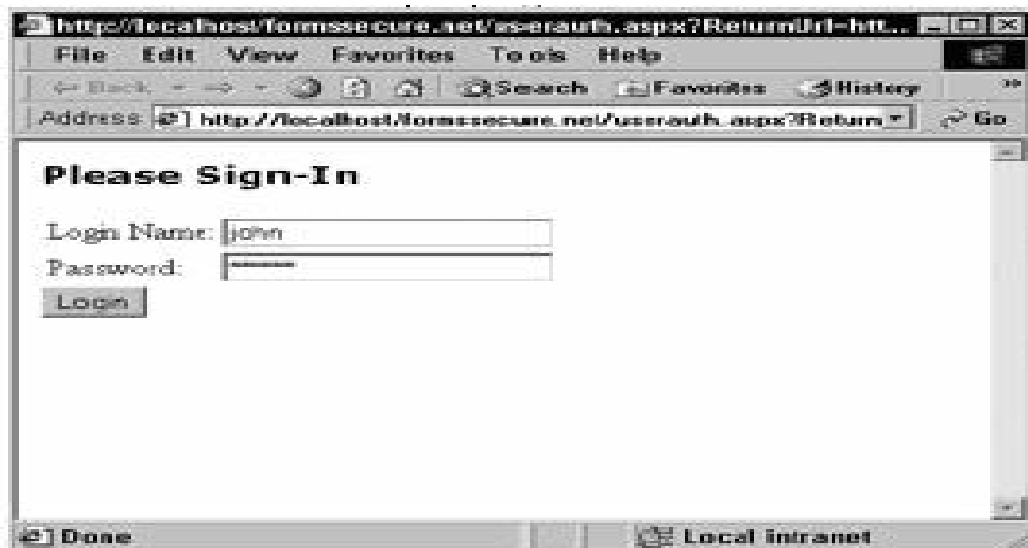 http://localhost/formssecure.net/userauth.aspx?ReturnUrl=htt...
File Edit View Favorites Tools Help
Back Search Favorites History »
Address http://localhost/formssecure.net/userauth.aspx?Return Go
Please Sign-In
Login Name: john
Password: ******
Login
Done Local intranet